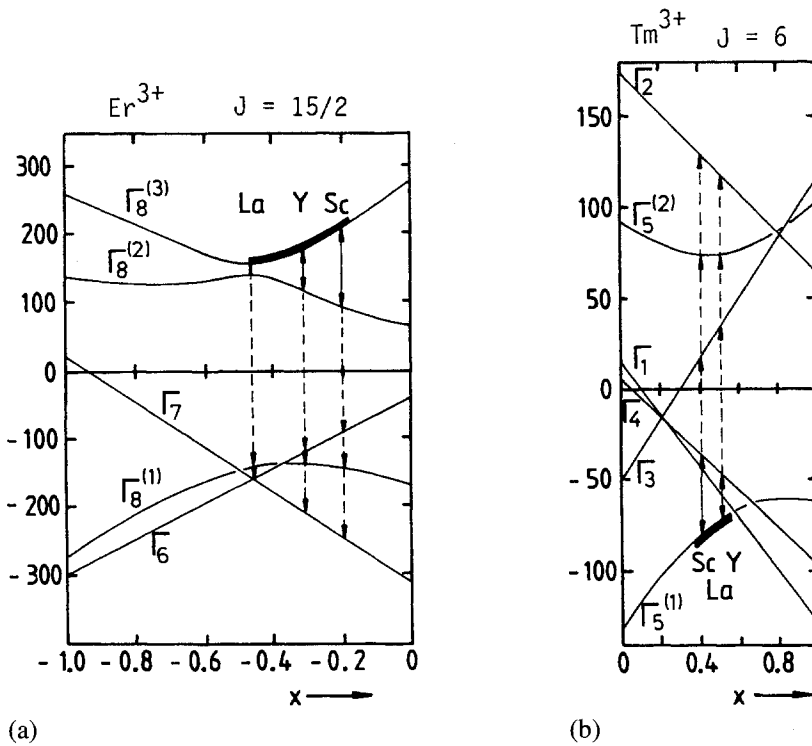 Er³⁺ J = 15/2
300
200
100
0
-100
-200
-300
-1.0 -0.8 -0.6 -0.4 -0.2 0
x
Γ₈⁽³⁾
Γ₈⁽²⁾
La Y Sc
Γ₇
Γ₈⁽¹⁾
Γ₆
(a)
Tm³⁺ J = 6
150
100
50
0
-50
-100
0 0.4 0.8
x
Γ₂
Γ₅⁽²⁾
Γ₁
Γ₄
Γ₃
Sc Y
La
Γ₅⁽¹⁾
(b)